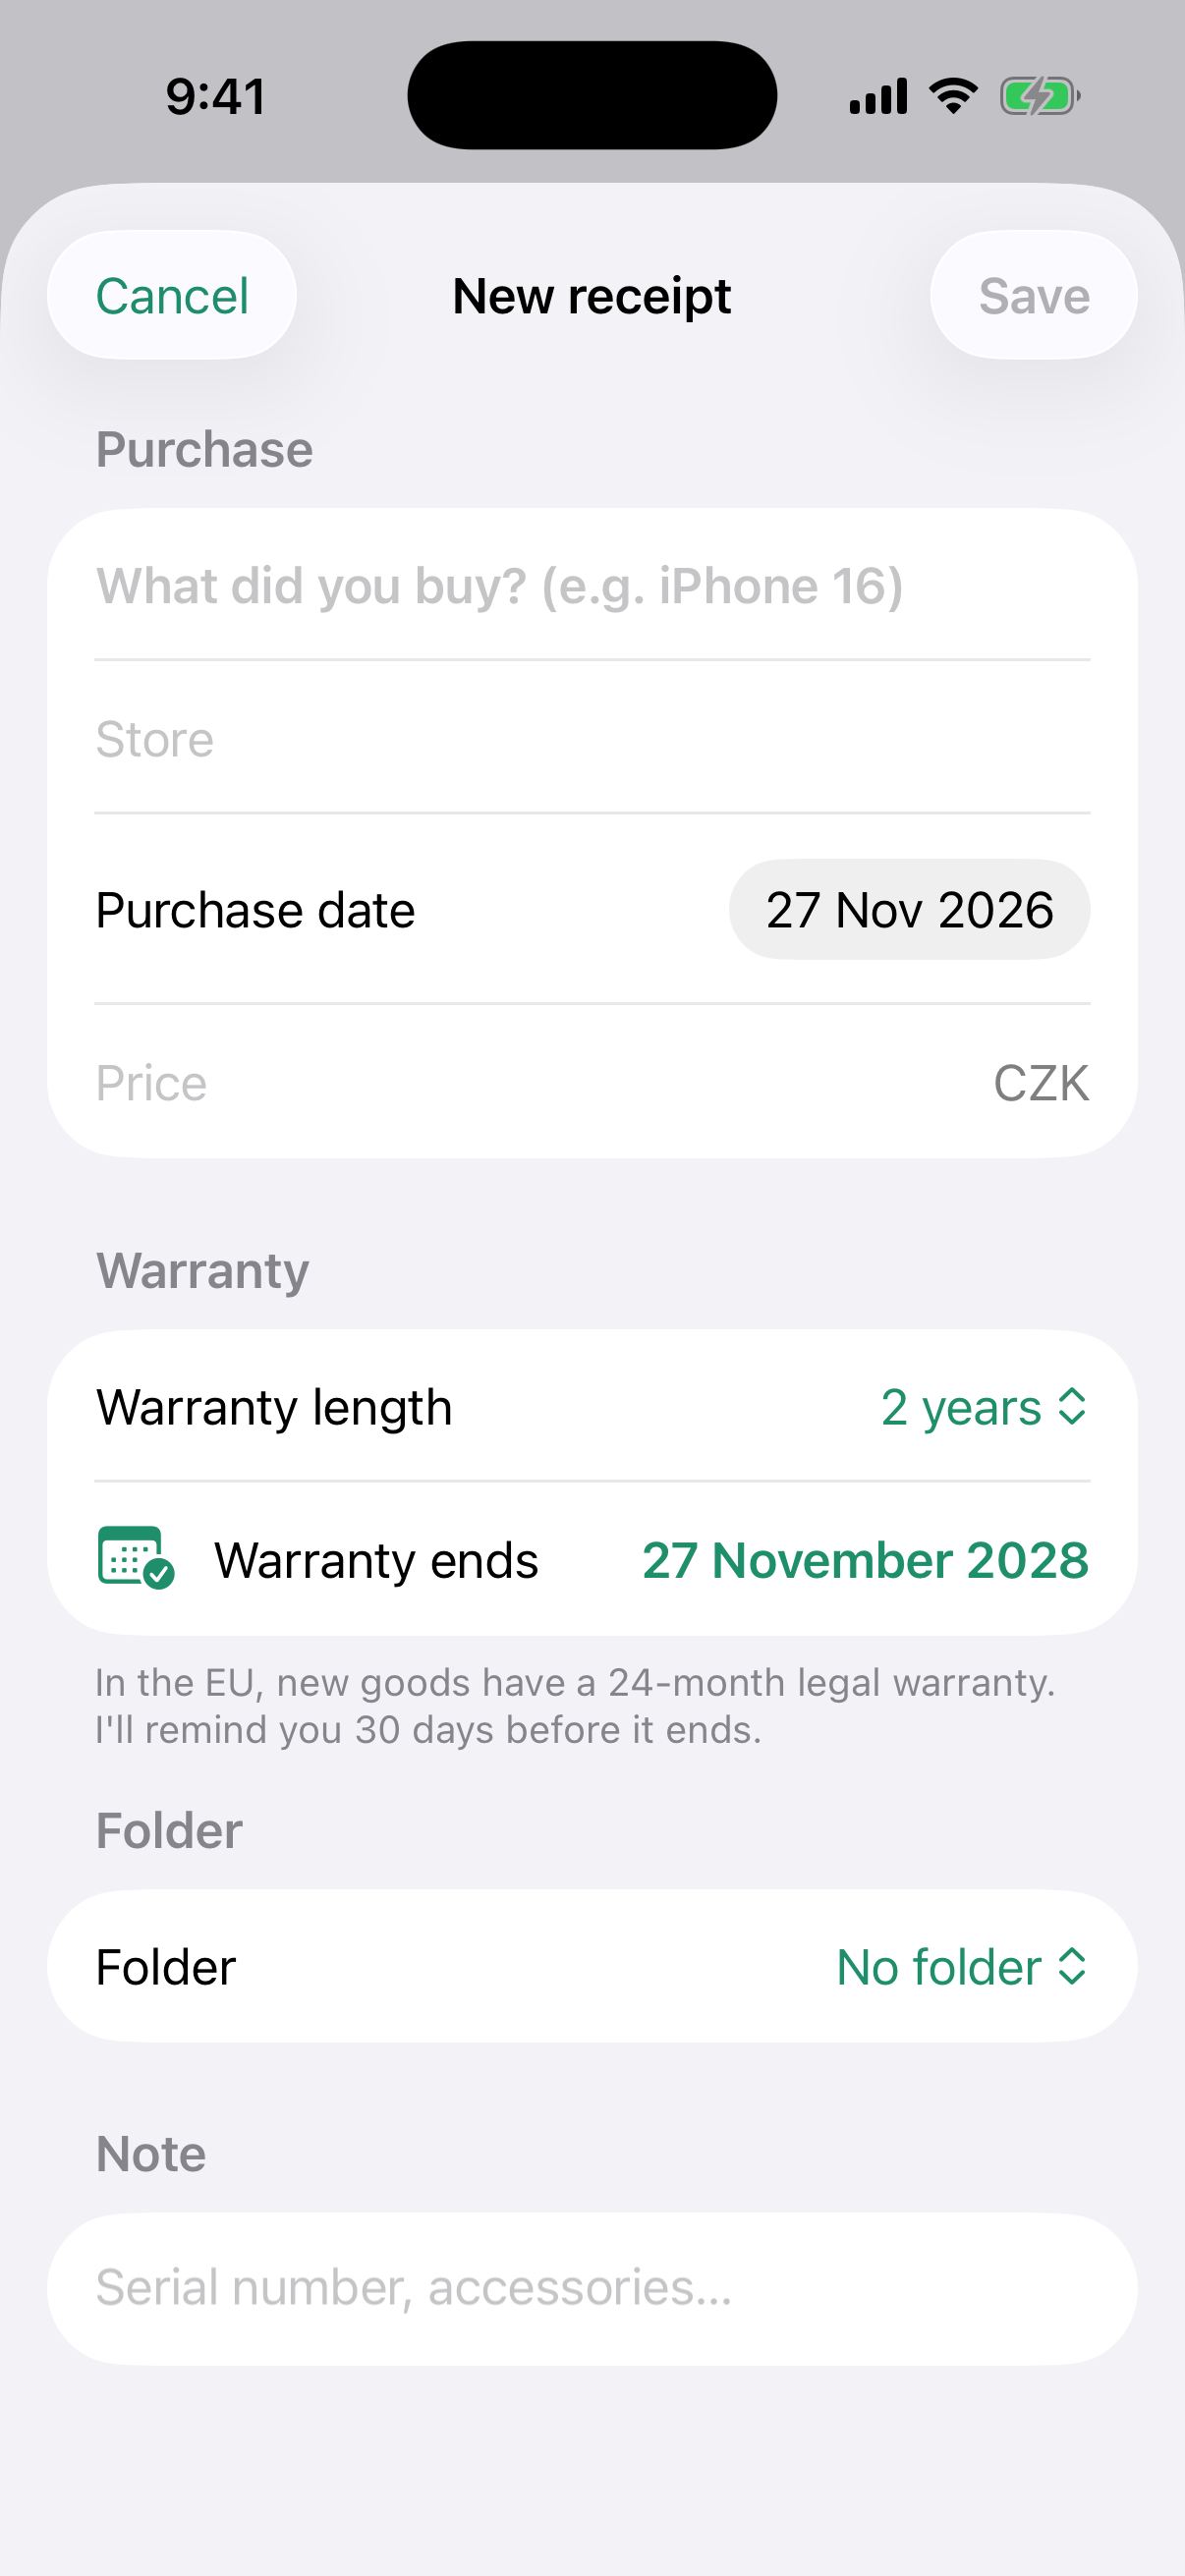 9:41
Cancel
New receipt
Save
Purchase
What did you buy? (e.g. iPhone 16)
Store
Purchase date
27 Nov 2026
Price
CZK
Warranty
Warranty length
2 years
Warranty ends
27 November 2028
In the EU, new goods have a 24-month legal warranty.
I'll remind you 30 days before it ends.
Folder
Folder
No folder
Note
Serial number, accessories...